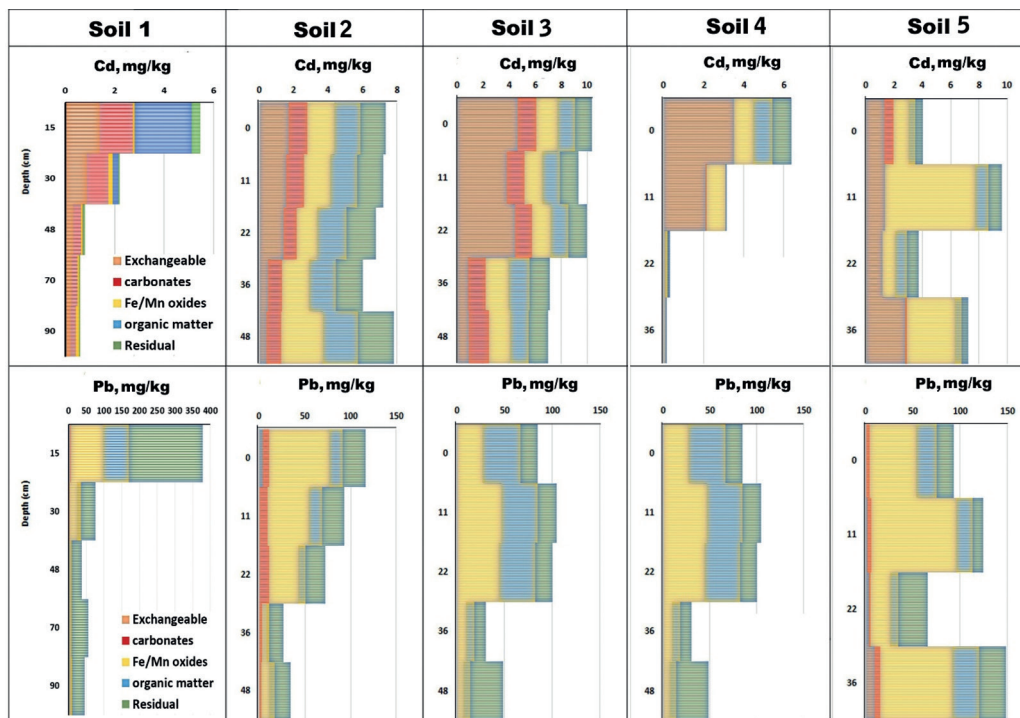 Soil 1 Soil 2 Soil 3 Soil 4 Soil 5
Cd, mg/kg Cd, mg/kg Cd, mg/kg Cd, mg/kg Cd, mg/kg
0 2 4 6 0 2 4 6 8 0 2 4 6 8 10 0 2 4 6 0 2 4 6 8 10
Depth (cm)
15
30
48
70
90
Exchangeable
carbonates
Fe/Mn oxides
organic matter
Residual
0
11
22
36
48
0
11
22
36
48
0
11
22
36
0
11
22
36
Pb, mg/kg Pb, mg/kg Pb, mg/kg Pb, mg/kg Pb, mg/kg
0 50 100 150 200 250 300 350 400 0 50 100 150 0 50 100 150 0 50 100 150 0 50 100 150
Depth (cm)
15
30
48
70
90
Exchangeable
carbonates
Fe/Mn oxides
organic matter
Residual
0
11
22
36
48
0
11
22
36
48
0
11
22
36
48
0
11
22
36